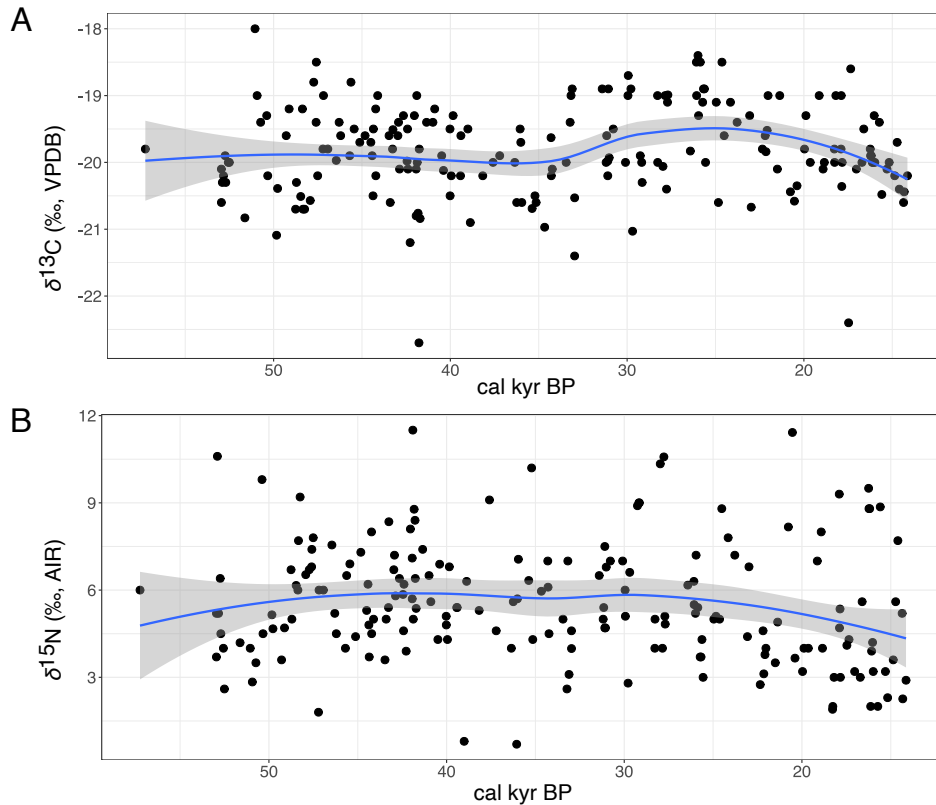 A
δ13C (‰, VPDB)
-18
-19
-20
-21
-22
50 40 30 20
cal kyr BP
B
δ15N (‰, AIR)
12
9
6
3
50 40 30 20
cal kyr BP